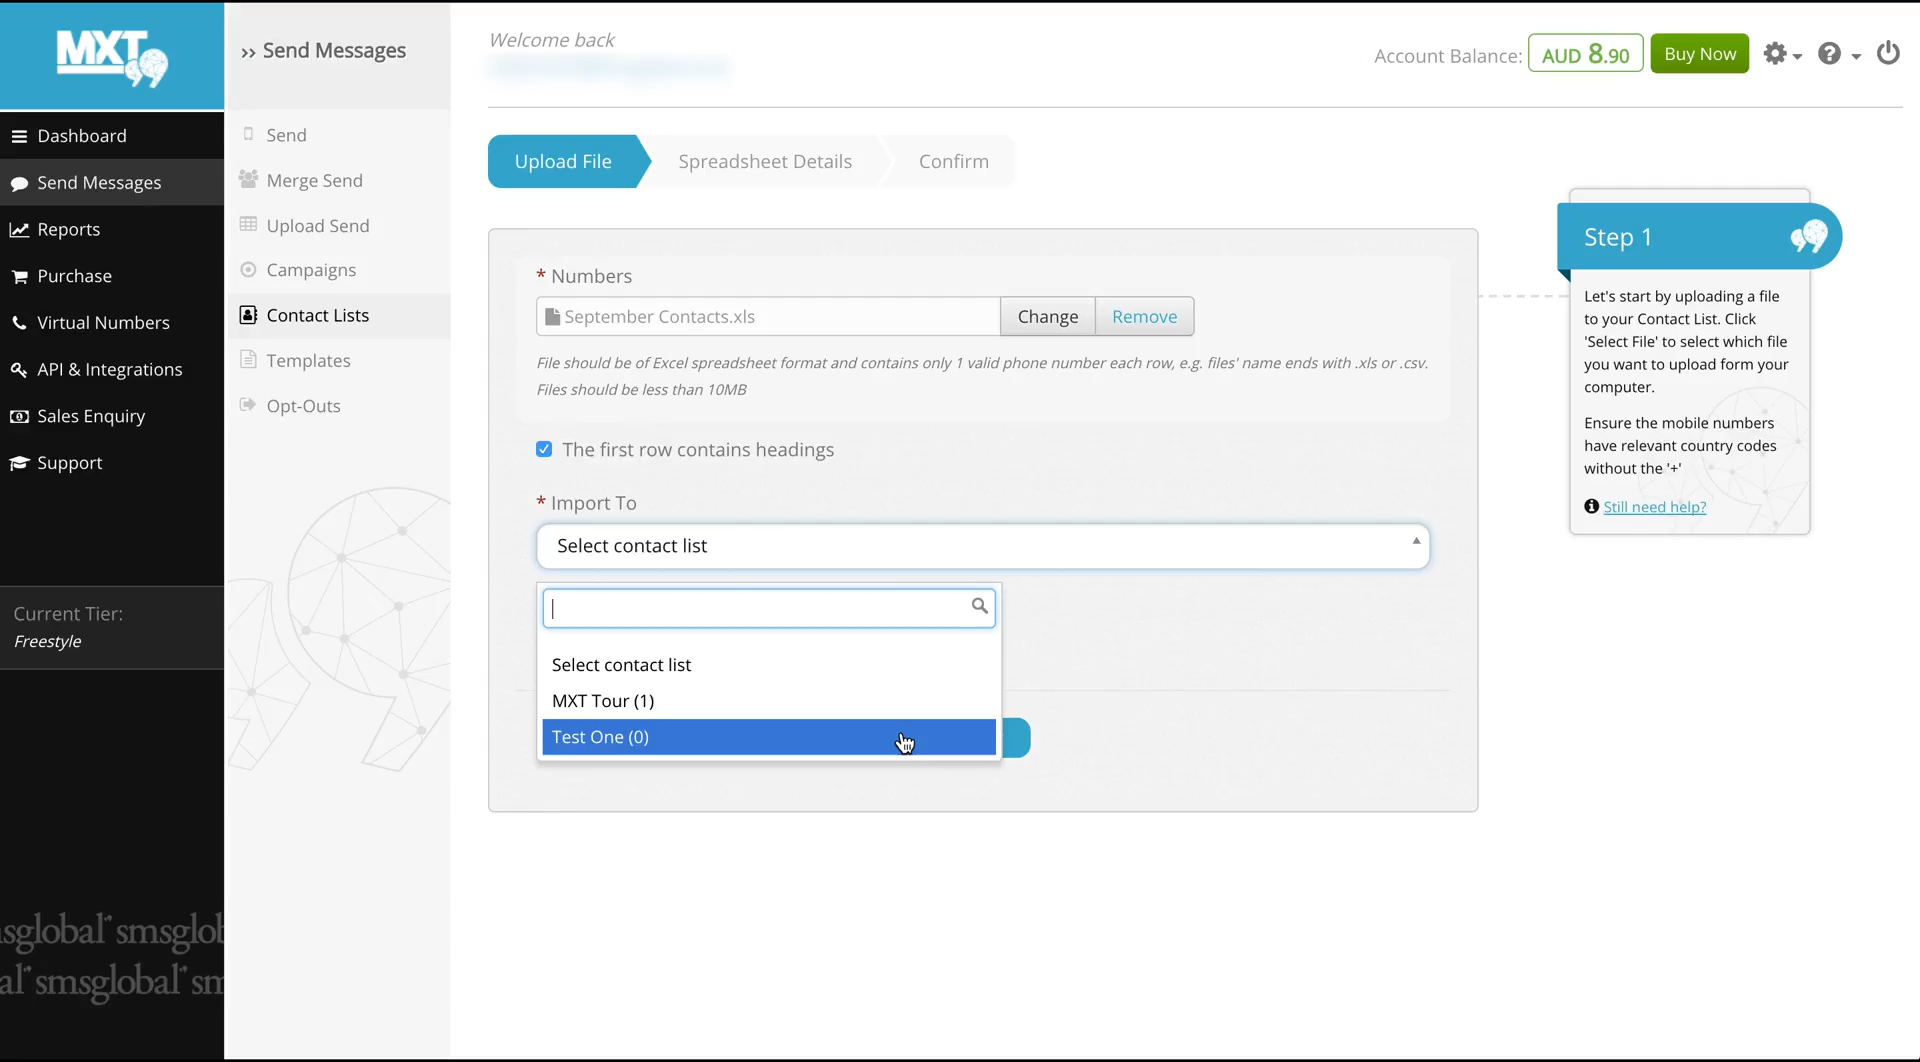 MXT
Dashboard
Send Messages
Reports
Purchase
Virtual Numbers
API & Integrations
Sales Enquiry
Support
Current Tier:
Freestyle
smsglobal
smsglobal
>> Send Messages
Send
Merge Send
Upload Send
Campaigns
Contact Lists
Templates
Opt-Outs
Welcome back
Account Balance: AUD 8.90 Buy Now
Upload File Spreadsheet Details Confirm
* Numbers
September Contacts.xls Change Remove
File should be of Excel spreadsheet format and contains only 1 valid phone number each row, e.g. files' name ends with .xls or .csv.
Files should be less than 10MB
The first row contains headings
* Import To
Select contact list
Select contact list
MXT Tour (1)
Test One (0)
Step 1
Let's start by uploading a file
to your Contact List. Click
'Select File' to select which file
you want to upload form your
computer.
Ensure the mobile numbers
have relevant country codes
without the '+'
Still need help?